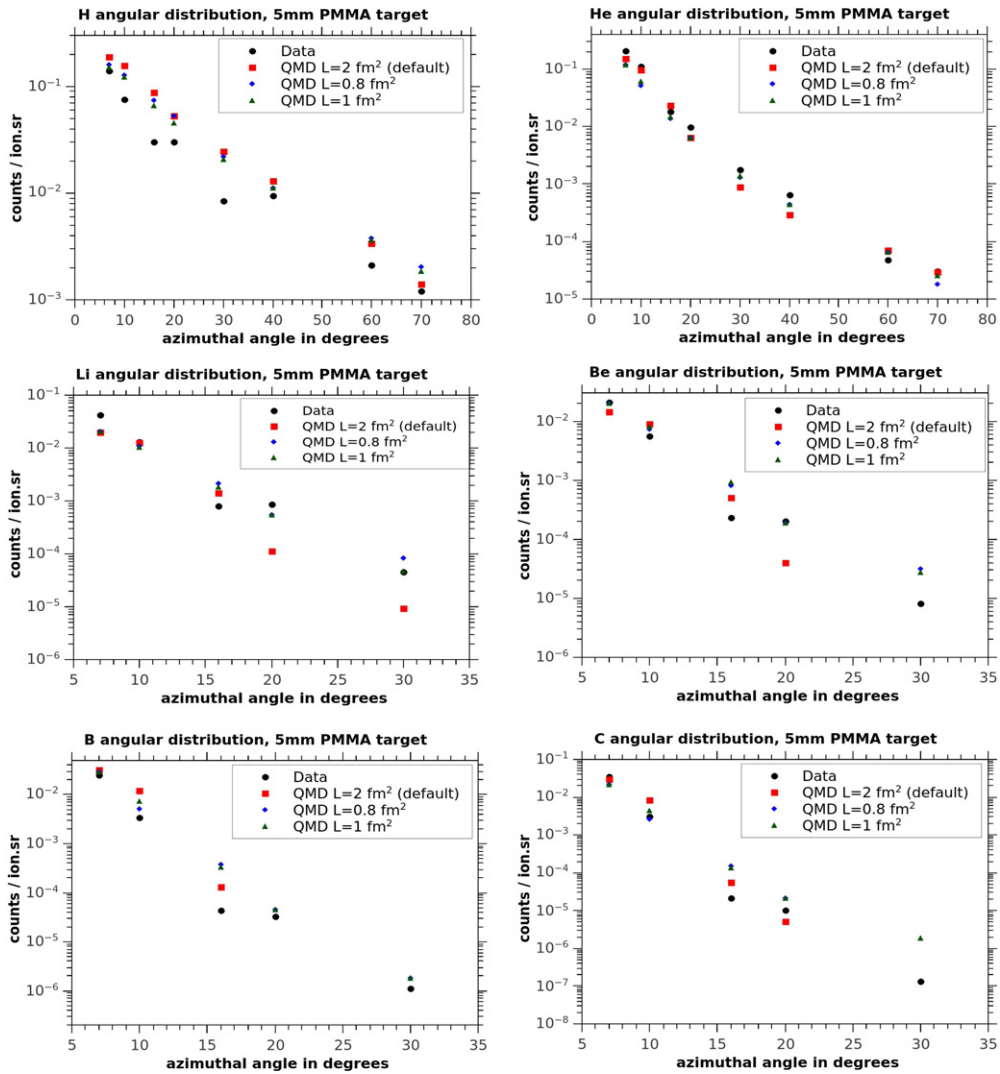 H angular distribution, 5mm PMMA target
Data
QMD L=2 fm² (default)
QMD L=0.8 fm²
QMD L=1 fm²
counts / ion.sr
10⁻¹
10⁻²
10⁻³
0 10 20 30 40 50 60 70 80
azimuthal angle in degrees
He angular distribution, 5mm PMMA target
Data
QMD L=2 fm² (default)
QMD L=0.8 fm²
QMD L=1 fm²
counts / ion.sr
10⁻¹
10⁻²
10⁻³
10⁻⁴
10⁻⁵
0 10 20 30 40 50 60 70 80
azimuthal angle in degrees
Li angular distribution, 5mm PMMA target
Data
QMD L=2 fm² (default)
QMD L=0.8 fm²
QMD L=1 fm²
counts / ion.sr
10⁻¹
10⁻²
10⁻³
10⁻⁴
10⁻⁵
10⁻⁶
5 10 15 20 25 30 35
azimuthal angle in degrees
Be angular distribution, 5mm PMMA target
Data
QMD L=2 fm² (default)
QMD L=0.8 fm²
QMD L=1 fm²
counts / ion.sr
10⁻²
10⁻³
10⁻⁴
10⁻⁵
10⁻⁶
5 10 15 20 25 30 35
azimuthal angle in degrees
B angular distribution, 5mm PMMA target
Data
QMD L=2 fm² (default)
QMD L=0.8 fm²
QMD L=1 fm²
counts / ion.sr
10⁻²
10⁻³
10⁻⁴
10⁻⁵
10⁻⁶
5 10 15 20 25 30 35
azimuthal angle in degrees
C angular distribution, 5mm PMMA target
Data
QMD L=2 fm² (default)
QMD L=0.8 fm²
QMD L=1 fm²
counts / ion.sr
10⁻¹
10⁻²
10⁻³
10⁻⁴
10⁻⁵
10⁻⁶
10⁻⁷
10⁻⁸
5 10 15 20 25 30 35
azimuthal angle in degrees